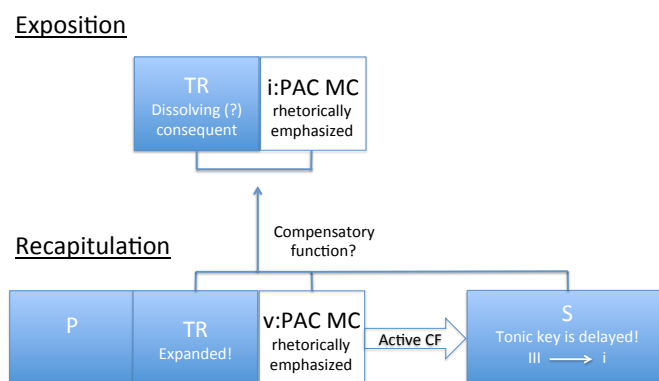 Exposition
TR
Dissolving (?)
consequent
i:PAC MC
rhetorically
emphasized
Compensatory
function?
Recapitulation
P
TR
Expanded!
v:PAC MC
rhetorically
emphasized
Active CF
S
Tonic key is delayed!
III → i